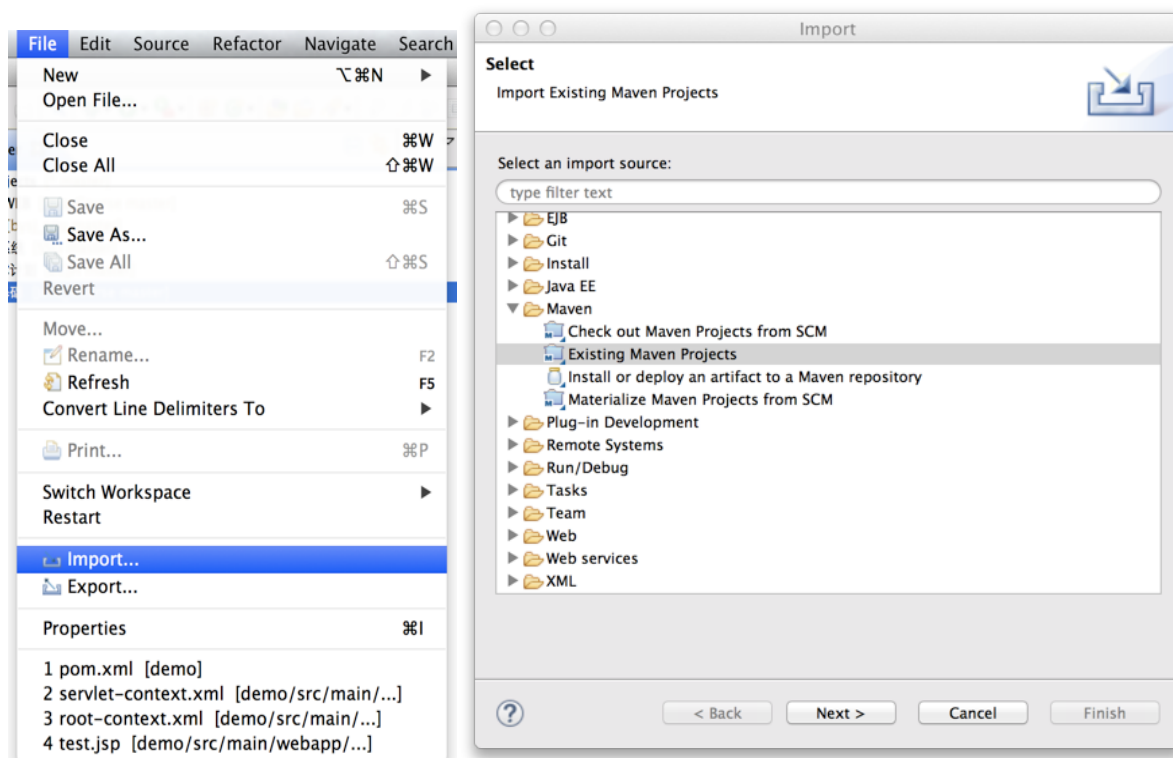 File Edit Source Refactor Navigate Search
New ⌥⌘N ▶
Open File...
Close ⌘W
Close All ⇧⌘W
Save ⌘S
Save As...
Save All ⇧⌘S
Revert
Move...
Rename... F2
Refresh F5
Convert Line Delimiters To ▶
Print... ⌘P
Switch Workspace ▶
Restart
Import...
Export...
Properties ⌘I
1 pom.xml [demo]
2 servlet-context.xml [demo/src/main/...]
3 root-context.xml [demo/src/main/...]
4 test.jsp [demo/src/main/webapp/...]
Import
Select
Import Existing Maven Projects
Select an import source:
type filter text
EJB
Git
Install
Java EE
Maven
Check out Maven Projects from SCM
Existing Maven Projects
Install or deploy an artifact to a Maven repository
Materialize Maven Projects from SCM
Plug-in Development
Remote Systems
Run/Debug
Tasks
Team
Web
Web services
XML
?
< Back Next > Cancel Finish